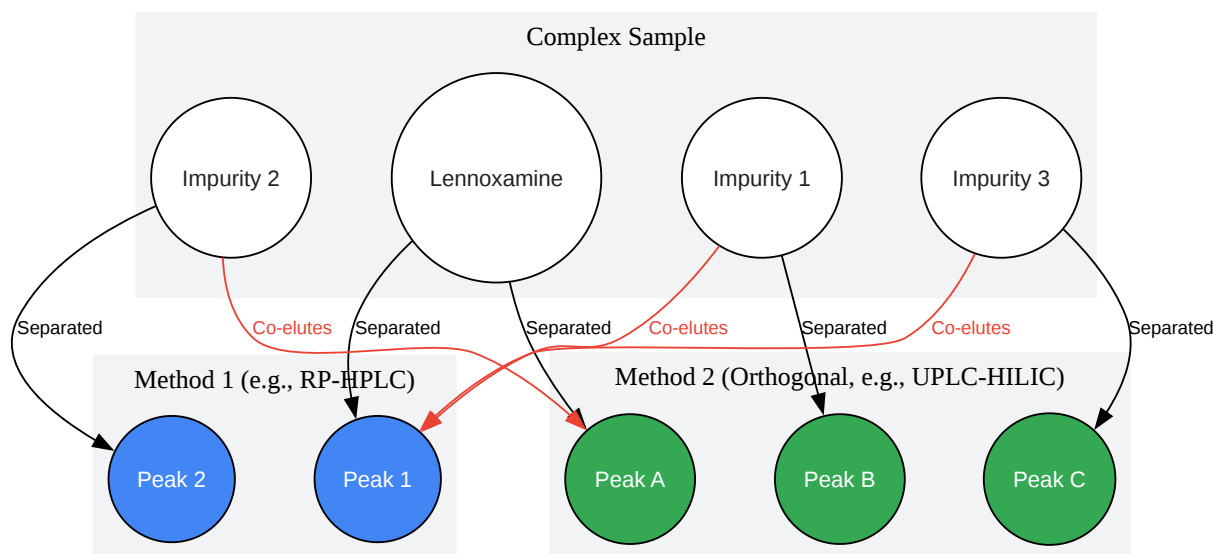 Complex Sample
Impurity 2
Lennoxamine
Impurity 1
Impurity 3
Separated
Co-elutes
Separated
Separated
Co-elutes
Separated
Co-elutes
Separated
Method 1 (e.g., RP-HPLC)
Method 2 (Orthogonal, e.g., UPLC-HILIC)
Peak 2
Peak 1
Peak A
Peak B
Peak C